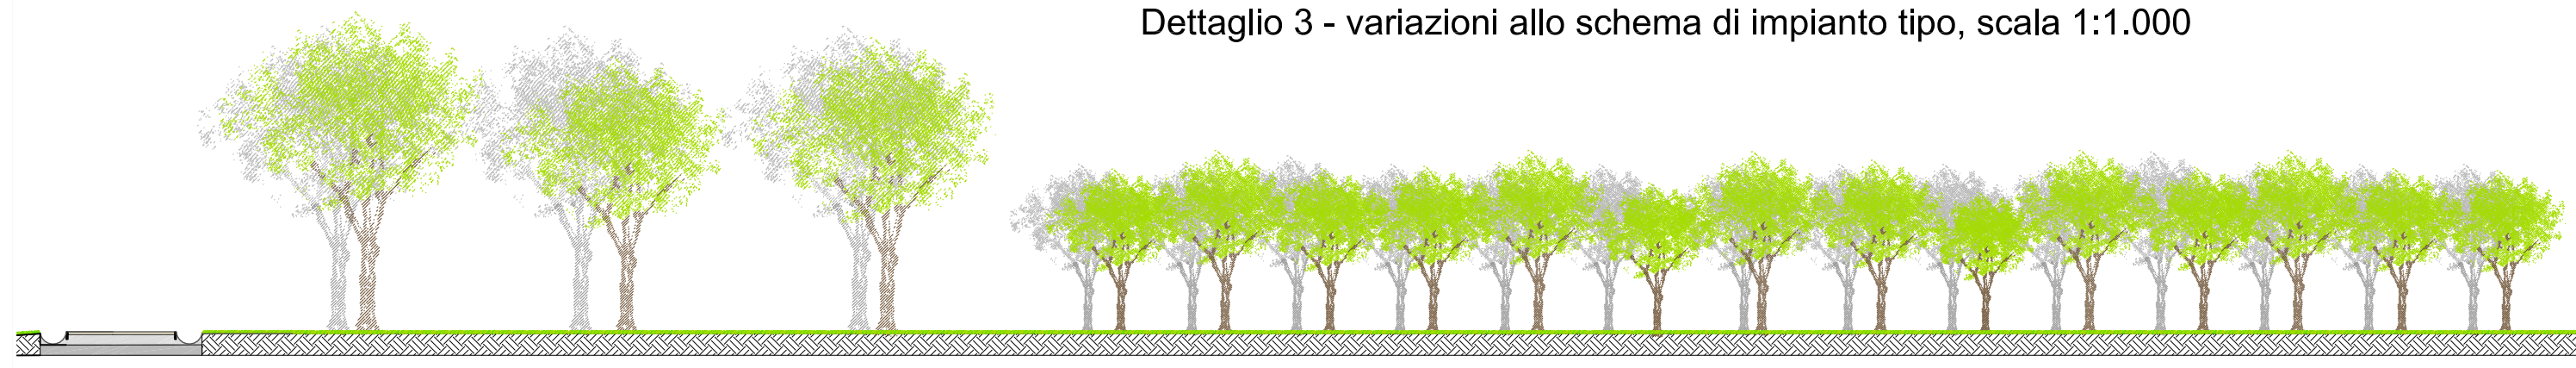 Dettaglio 3 - variazioni allo schema di impianto tipo, scala 1:1.000